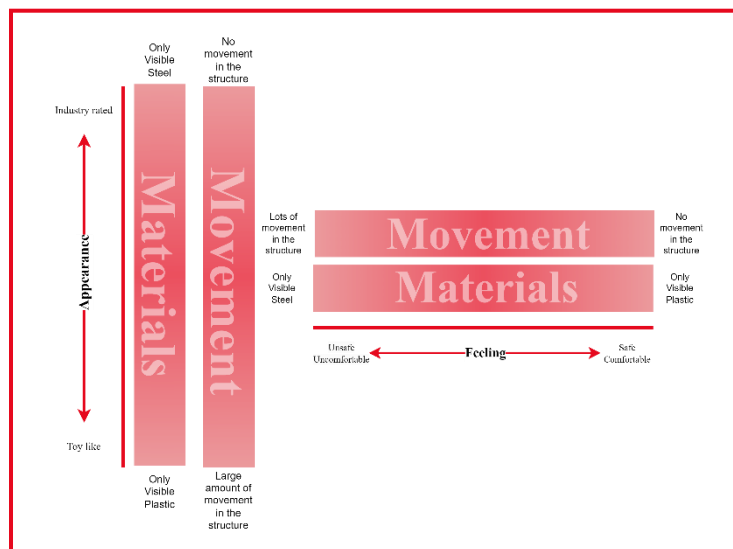 Only
Visible
Steel
No
movement
in the
structure
Industry rated
Appearance
Toy like
Materials
Movement
Only
Visible
Plastic
Large
amount of
movement
in the
structure
Lots of
movement
in the
structure
Movement
No
movement
in the
structure
Only
Visible
Steel
Materials
Only
Visible
Plastic
Unsafe
Uncomfortable
Feeling
Safe
Comfortable